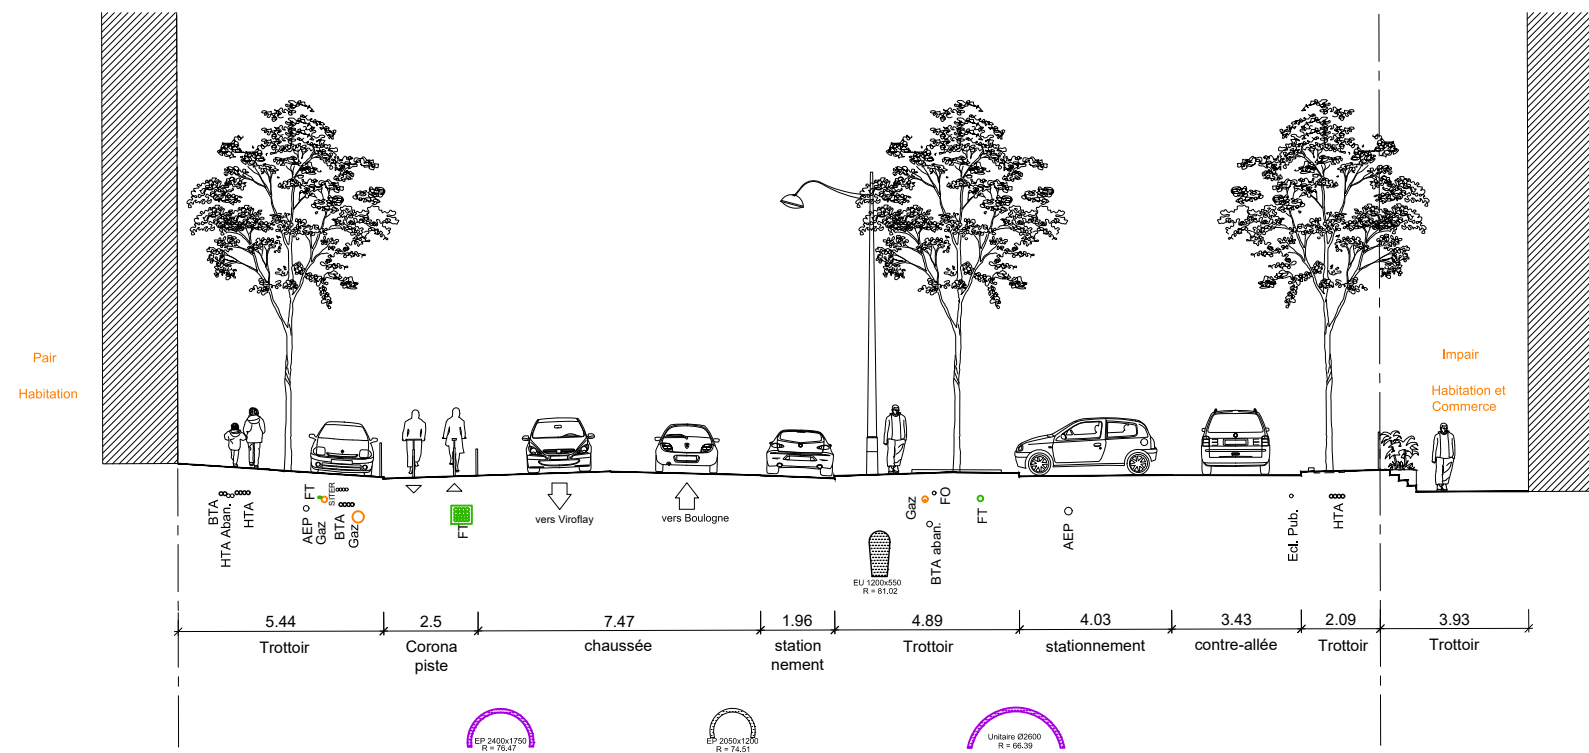 Pair
Habitation
Impair
Habitation et
Commerce
BTA
HTA Aban.
HTA
AEP
FT
Gaz
SITER
BTA
Gaz
FT
vers Viroflay
vers Boulogne
Gaz
FO
BTA aban.
FT
AEP
Ecl. Pub.
HTA
EU 1200x550
R = 81.02
5.44
2.5
7.47
1.96
4.89
4.03
3.43
2.09
3.93
Trottoir
Corona
piste
chaussée
station
nement
Trottoir
stationnement
contre-allée
Trottoir
Trottoir
EP 2400x1750
R = 76.47
EP 2050x1200
R = 74.51
Unitaire Ø2600
R = 66.39